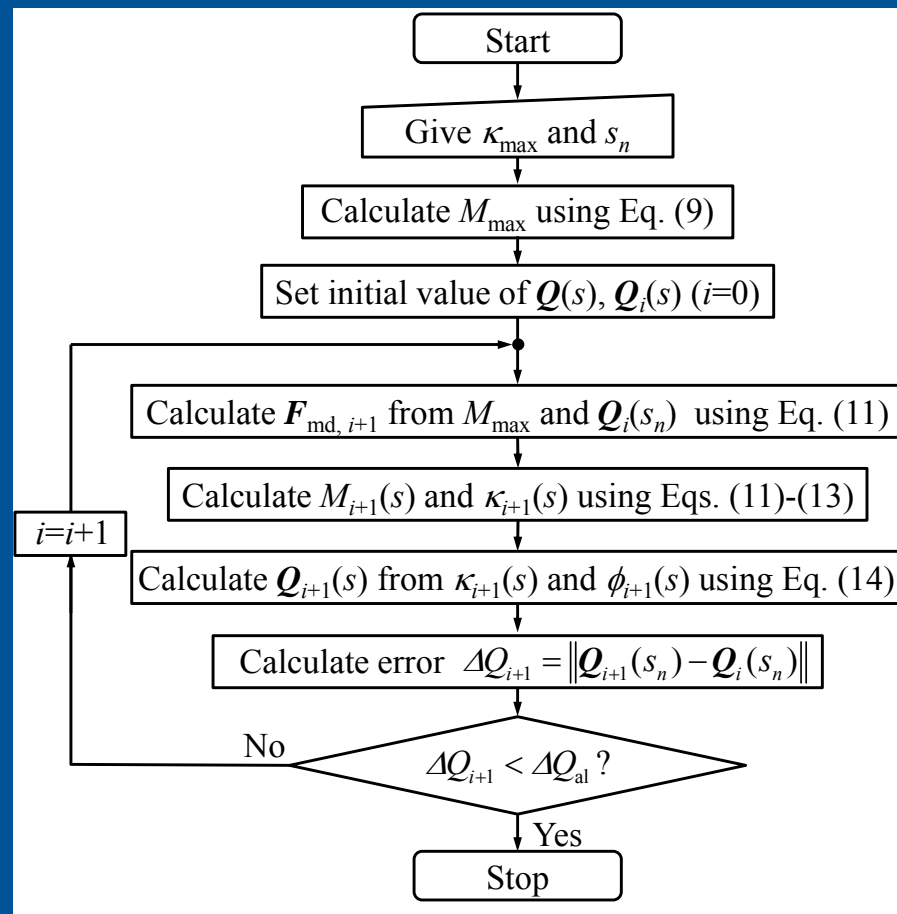 Start
Give κmax and sn
Calculate Mmax using Eq. (9)
Set initial value of Q(s), Qi(s) (i=0)
Calculate Fmd, i+1 from Mmax and Qi(sn) using Eq. (11)
Calculate Mi+1(s) and κi+1(s) using Eqs. (11)-(13)
i=i+1
Calculate Qi+1(s) from κi+1(s) and ϕi+1(s) using Eq. (14)
Calculate error ΔQi+1 = ‖Qi+1(sn) − Qi(sn)‖
No
ΔQi+1 < ΔQal ?
Yes
Stop